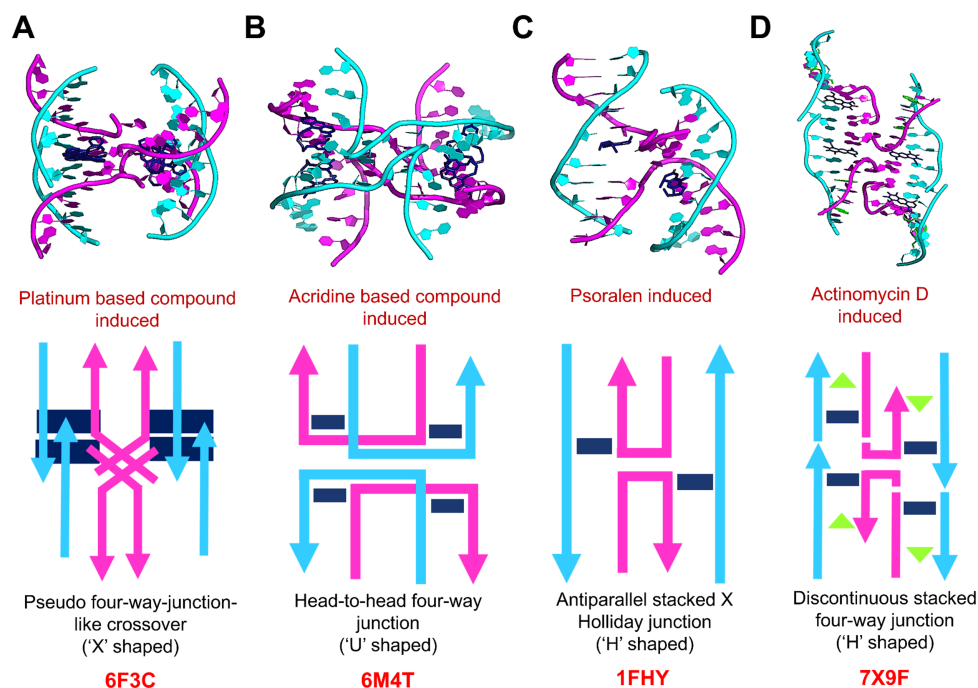 A
B
C
D
Platinum based compound
induced
Acridine based compound
induced
Psoralen induced
Actinomycin D
induced
Pseudo four-way-junction-
like crossover
('X' shaped)
6F3C
Head-to-head four-way
junction
('U' shaped)
6M4T
Antiparallel stacked X
Holliday junction
('H' shaped)
1FHY
Discontinuous stacked
four-way junction
('H' shaped)
7X9F